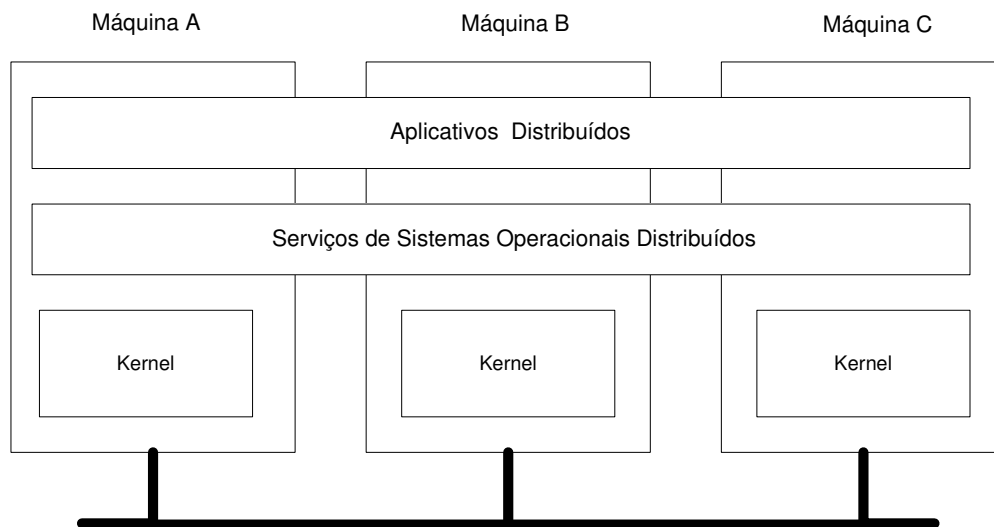 Máquina A
Máquina B
Máquina C
Aplicativos Distribuídos
Serviços de Sistemas Operacionais Distribuídos
Kernel
Kernel
Kernel